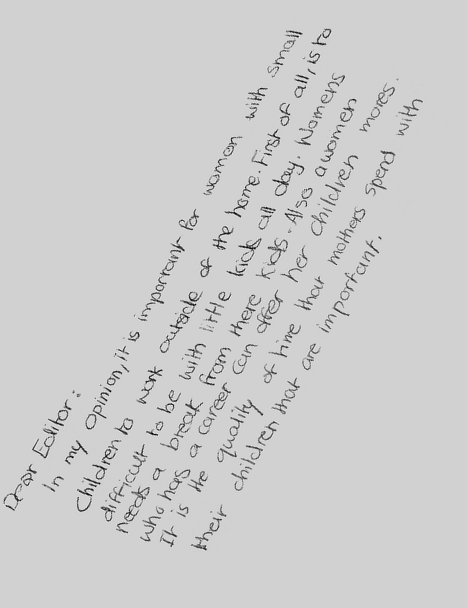 Dear Editor:
In my opinion, it is important for women with small
Children to work outside of the home. First of all, is to
difficult to be with little kids all day. Womens
needs a break from there kids. Also a women
who has a career can offer her children mores.
It is the quality of time that mothers spend with
their children that are important.